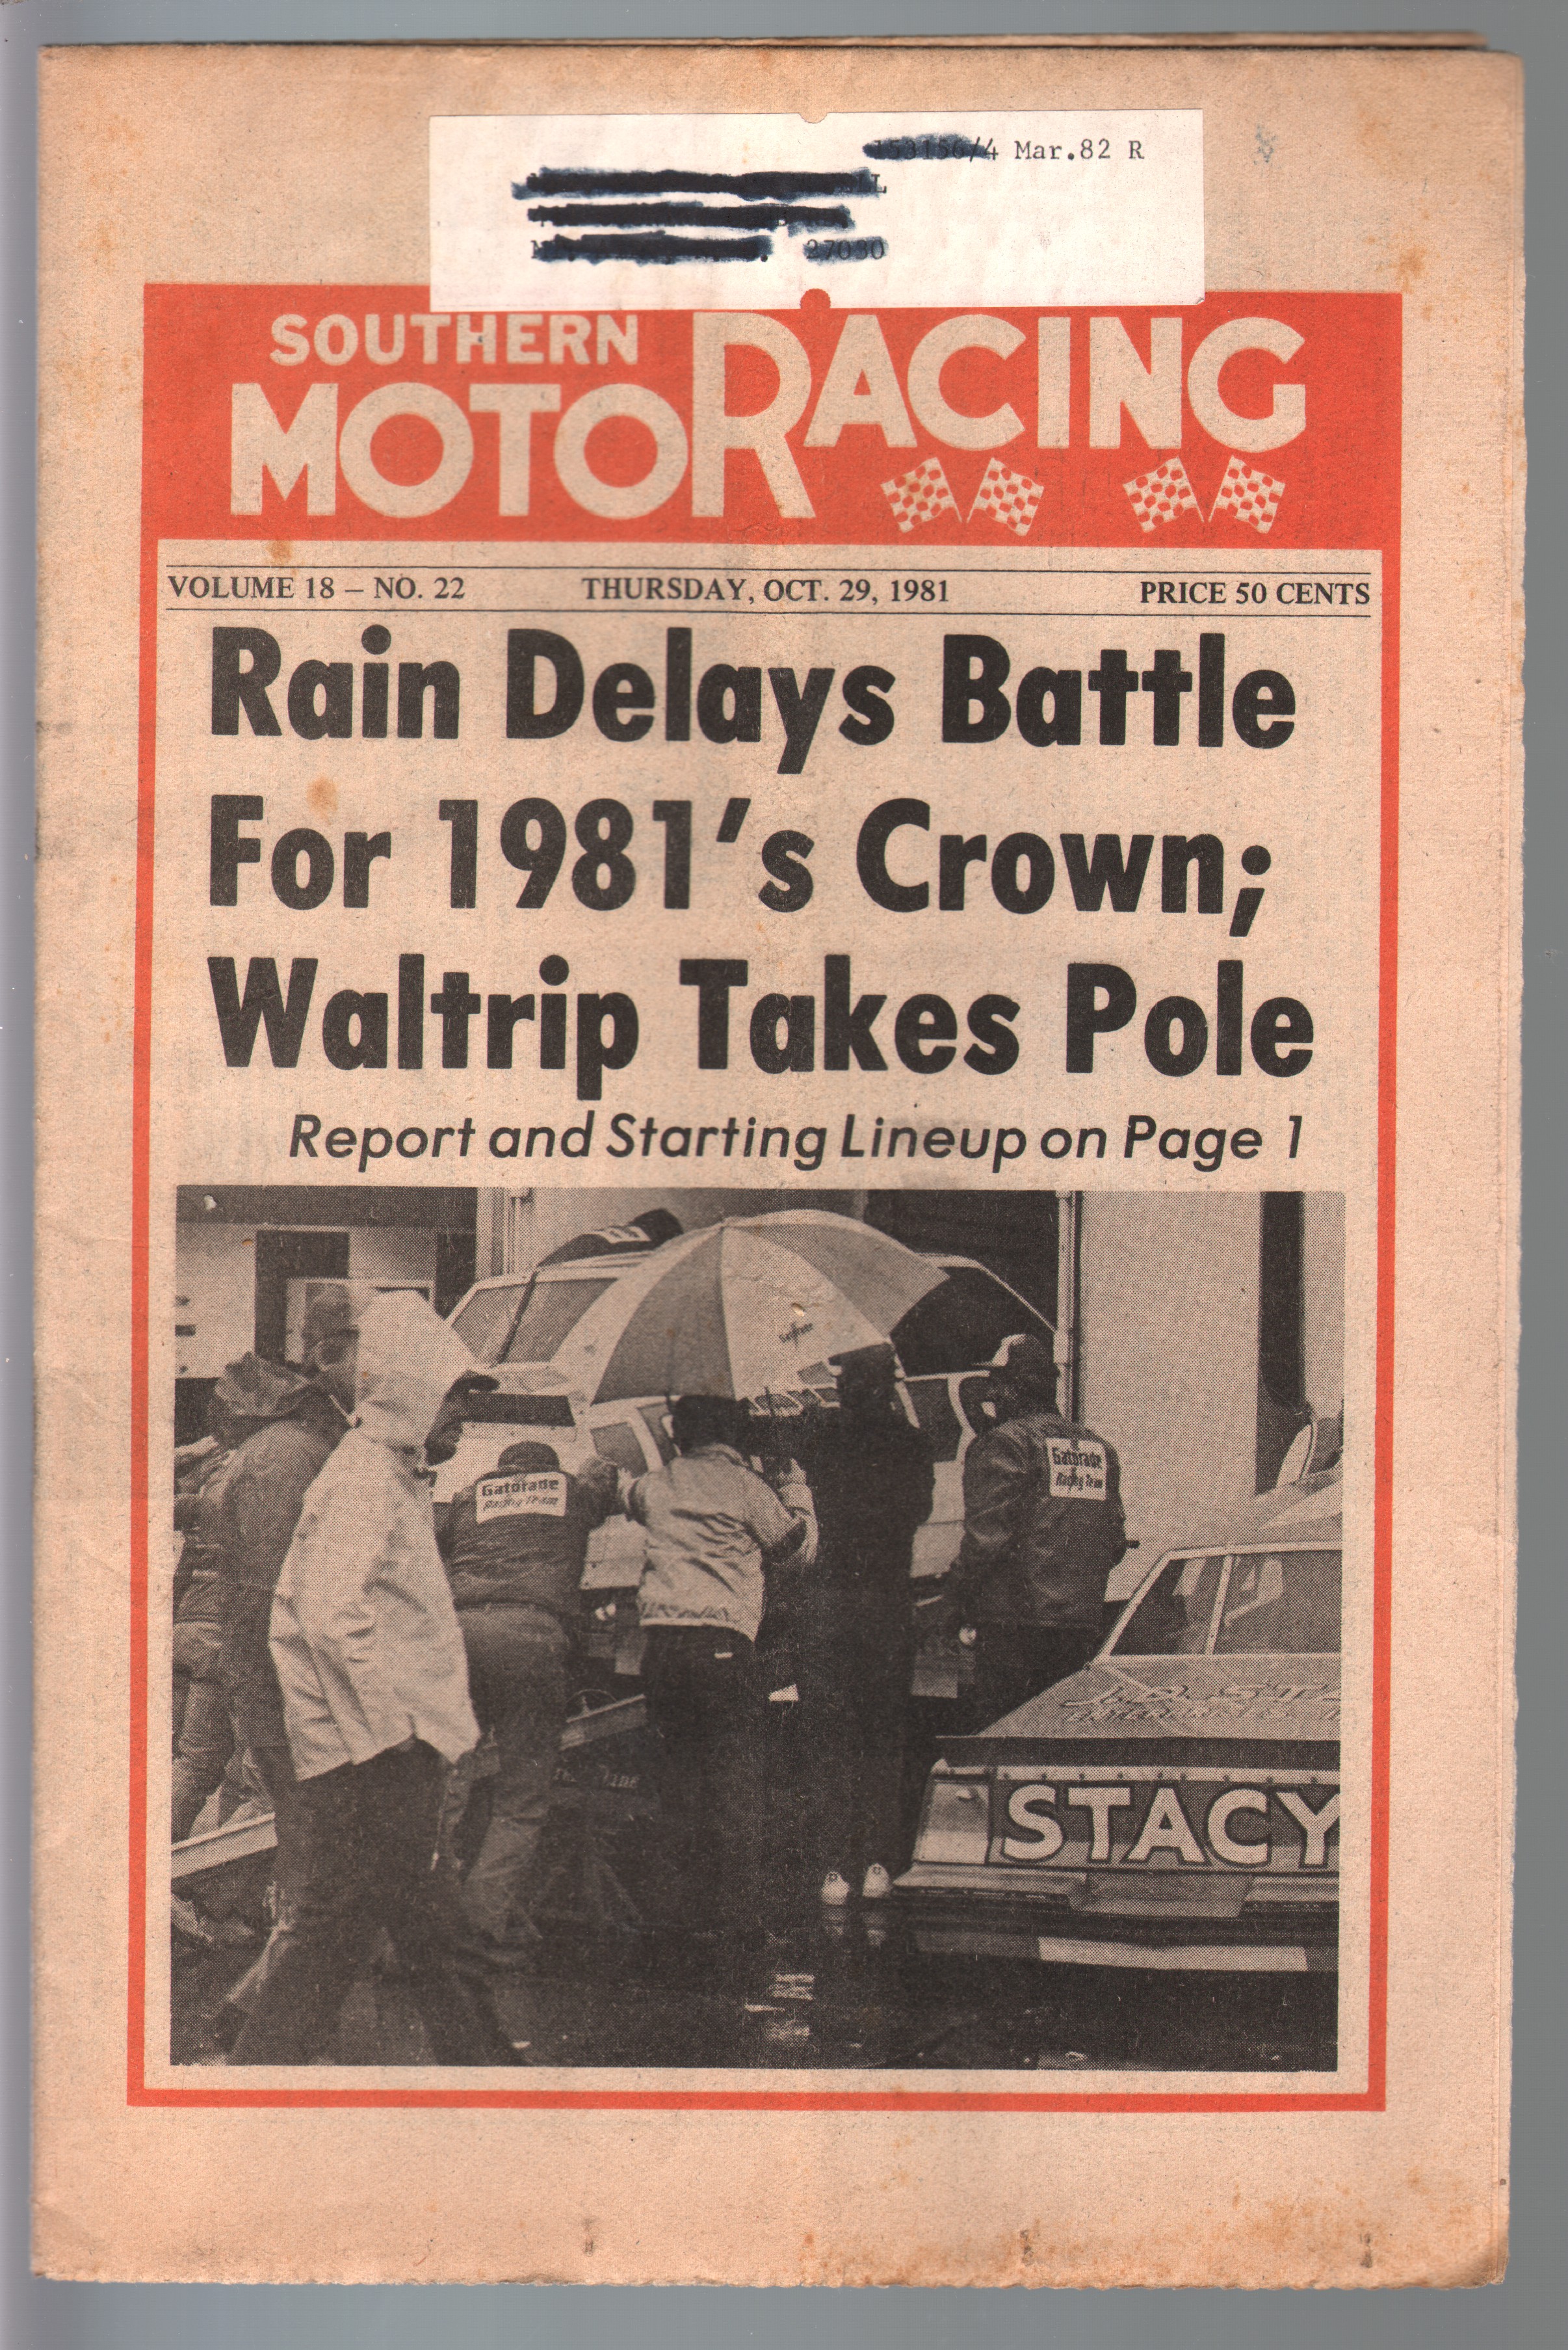 Mar.82 R
27030
SOUTHERN
MOTORACING
VOLUME 18 – NO. 22 THURSDAY, OCT. 29, 1981 PRICE 50 CENTS
Rain Delays Battle
For 1981's Crown;
Waltrip Takes Pole
Report and Starting Lineup on Page 1
Gatorade
Racing Team
Gatorade
Racing Team
STACY